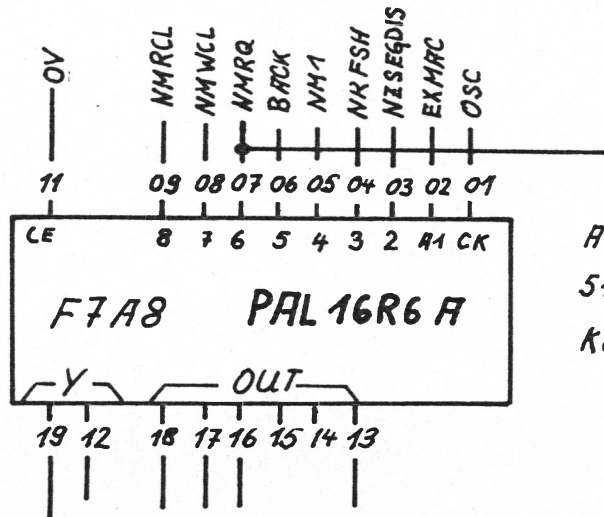 0V NMRCL NMWCL NMRQ BACK NM1 NRFSH NZSEGDIS EXMAC OSC
11 09 08 07 06 05 04 03 02 01
CE 8 7 6 5 4 3 2 A1 CK
F7A8 PAL 16R6 A
Y OUT
19 12 18 17 16 15 14 13